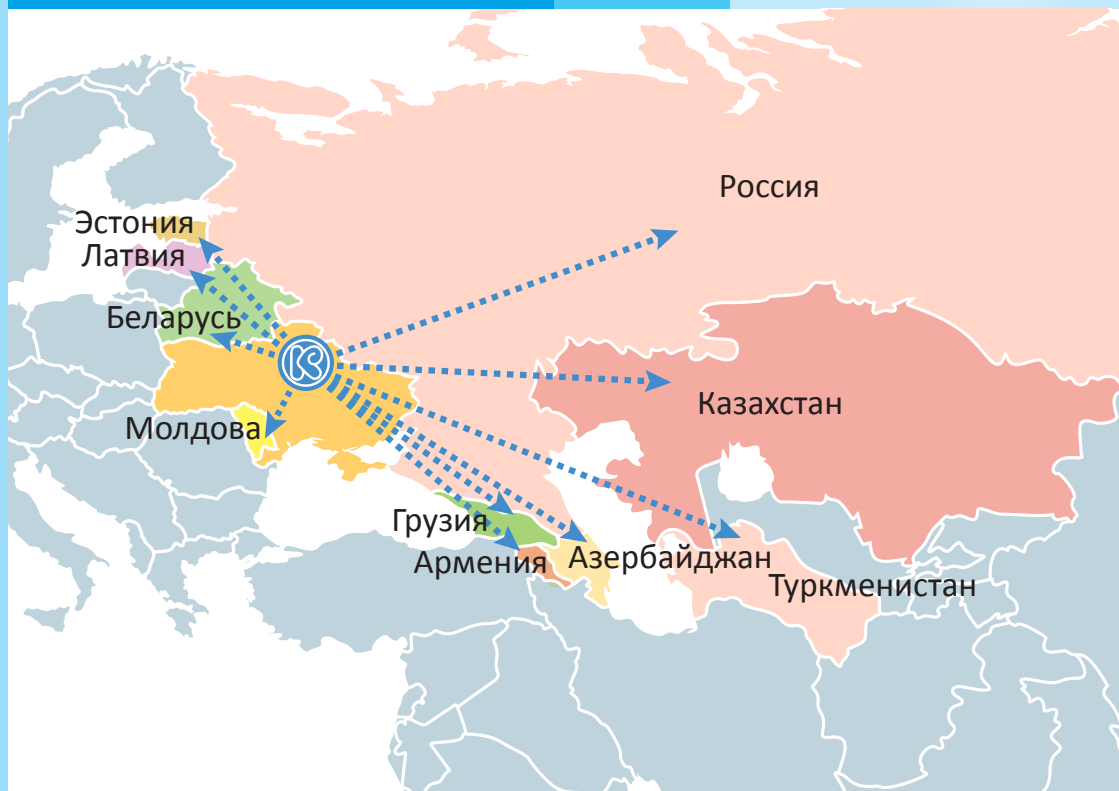 Россия
Эстония
Латвия
Беларусь
Казахстан
Молдова
Грузия
Армения
Азербайджан
Туркменистан